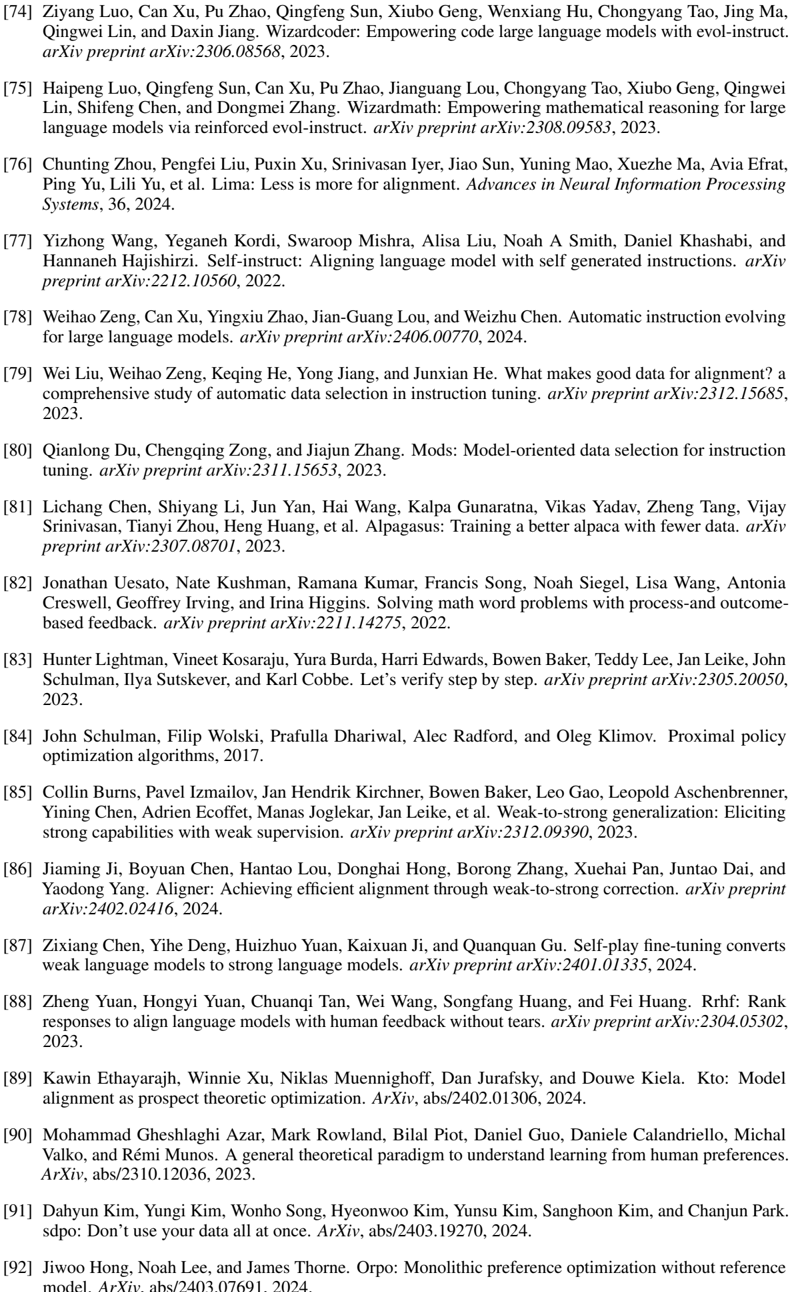 [74] Ziyang Luo, Can Xu, Pu Zhao, Qingfeng Sun, Xiubo Geng, Wenxiang Hu, Chongyang Tao, Jing Ma,
Qingwei Lin, and Daxin Jiang. Wizardcoder: Empowering code large language models with evol-instruct.
arXiv preprint arXiv:2306.08568, 2023.
[75] Haipeng Luo, Qingfeng Sun, Can Xu, Pu Zhao, Jianguang Lou, Chongyang Tao, Xiubo Geng, Qingwei
Lin, Shifeng Chen, and Dongmei Zhang. Wizardmath: Empowering mathematical reasoning for large
language models via reinforced evol-instruct. arXiv preprint arXiv:2308.09583, 2023.
[76] Chunting Zhou, Pengfei Liu, Puxin Xu, Srinivasan Iyer, Jiao Sun, Yuning Mao, Xuezhe Ma, Avia Efrat,
Ping Yu, Lili Yu, et al. Lima: Less is more for alignment. Advances in Neural Information Processing
Systems, 36, 2024.
[77] Yizhong Wang, Yeganeh Kordi, Swaroop Mishra, Alisa Liu, Noah A Smith, Daniel Khashabi, and
Hannaneh Hajishirzi. Self-instruct: Aligning language model with self generated instructions. arXiv
preprint arXiv:2212.10560, 2022.
[78] Weihao Zeng, Can Xu, Yingxiu Zhao, Jian-Guang Lou, and Weizhu Chen. Automatic instruction evolving
for large language models. arXiv preprint arXiv:2406.00770, 2024.
[79] Wei Liu, Weihao Zeng, Keqing He, Yong Jiang, and Junxian He. What makes good data for alignment? a
comprehensive study of automatic data selection in instruction tuning. arXiv preprint arXiv:2312.15685,
2023.
[80] Qianlong Du, Chengqing Zong, and Jiajun Zhang. Mods: Model-oriented data selection for instruction
tuning. arXiv preprint arXiv:2311.15653, 2023.
[81] Lichang Chen, Shiyang Li, Jun Yan, Hai Wang, Kalpa Gunaratna, Vikas Yadav, Zheng Tang, Vijay
Srinivasan, Tianyi Zhou, Heng Huang, et al. Alpagasus: Training a better alpaca with fewer data. arXiv
preprint arXiv:2307.08701, 2023.
[82] Jonathan Uesato, Nate Kushman, Ramana Kumar, Francis Song, Noah Siegel, Lisa Wang, Antonia
Creswell, Geoffrey Irving, and Irina Higgins. Solving math word problems with process-and outcome-
based feedback. arXiv preprint arXiv:2211.14275, 2022.
[83] Hunter Lightman, Vineet Kosaraju, Yura Burda, Harri Edwards, Bowen Baker, Teddy Lee, Jan Leike, John
Schulman, Ilya Sutskever, and Karl Cobbe. Let's verify step by step. arXiv preprint arXiv:2305.20050,
2023.
[84] John Schulman, Filip Wolski, Prafulla Dhariwal, Alec Radford, and Oleg Klimov. Proximal policy
optimization algorithms, 2017.
[85] Collin Burns, Pavel Izmailov, Jan Hendrik Kirchner, Bowen Baker, Leo Gao, Leopold Aschenbrenner,
Yining Chen, Adrien Ecoffet, Manas Joglekar, Jan Leike, et al. Weak-to-strong generalization: Eliciting
strong capabilities with weak supervision. arXiv preprint arXiv:2312.09390, 2023.
[86] Jiaming Ji, Boyuan Chen, Hantao Lou, Donghai Hong, Borong Zhang, Xuehai Pan, Juntao Dai, and
Yaodong Yang. Aligner: Achieving efficient alignment through weak-to-strong correction. arXiv preprint
arXiv:2402.02416, 2024.
[87] Zixiang Chen, Yihe Deng, Huizhuo Yuan, Kaixuan Ji, and Quanquan Gu. Self-play fine-tuning converts
weak language models to strong language models. arXiv preprint arXiv:2401.01335, 2024.
[88] Zheng Yuan, Hongyi Yuan, Chuanqi Tan, Wei Wang, Songfang Huang, and Fei Huang. Rrhf: Rank
responses to align language models with human feedback without tears. arXiv preprint arXiv:2304.05302,
2023.
[89] Kawin Ethayarajh, Winnie Xu, Niklas Muennighoff, Dan Jurafsky, and Douwe Kiela. Kto: Model
alignment as prospect theoretic optimization. ArXiv, abs/2402.01306, 2024.
[90] Mohammad Gheshlaghi Azar, Mark Rowland, Bilal Piot, Daniel Guo, Daniele Calandriello, Michal
Valko, and Rémi Munos. A general theoretical paradigm to understand learning from human preferences.
ArXiv, abs/2310.12036, 2023.
[91] Dahyun Kim, Yungi Kim, Wonho Song, Hyeonwoo Kim, Yunsu Kim, Sanghoon Kim, and Chanjun Park.
sdpo: Don't use your data all at once. ArXiv, abs/2403.19270, 2024.
[92] Jiwoo Hong, Noah Lee, and James Thorne. Orpo: Monolithic preference optimization without reference
model. ArXiv, abs/2403.07691, 2024.